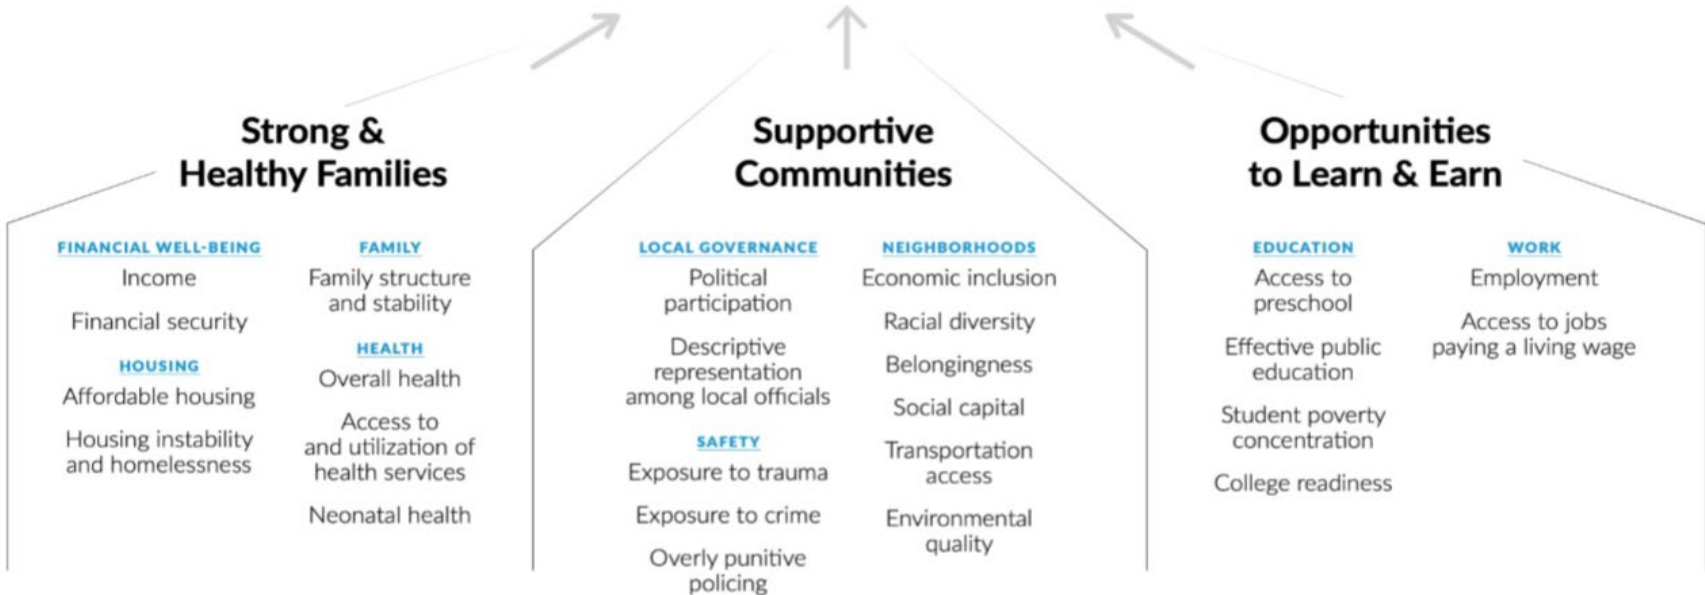 Strong &
Healthy Families
FINANCIAL WELL-BEING
Income
Financial security
HOUSING
Affordable housing
Housing instability
and homelessness
FAMILY
Family structure
and stability
HEALTH
Overall health
Access to
and utilization of
health services
Neonatal health
Supportive
Communities
LOCAL GOVERNANCE
Political
participation
Descriptive
representation
among local officials
SAFETY
Exposure to trauma
Exposure to crime
Overly punitive
policing
NEIGHBORHOODS
Economic inclusion
Racial diversity
Belongingness
Social capital
Transportation
access
Environmental
quality
Opportunities
to Learn & Earn
EDUCATION
Access to
preschool
Effective public
education
Student poverty
concentration
College readiness
WORK
Employment
Access to jobs
paying a living wage